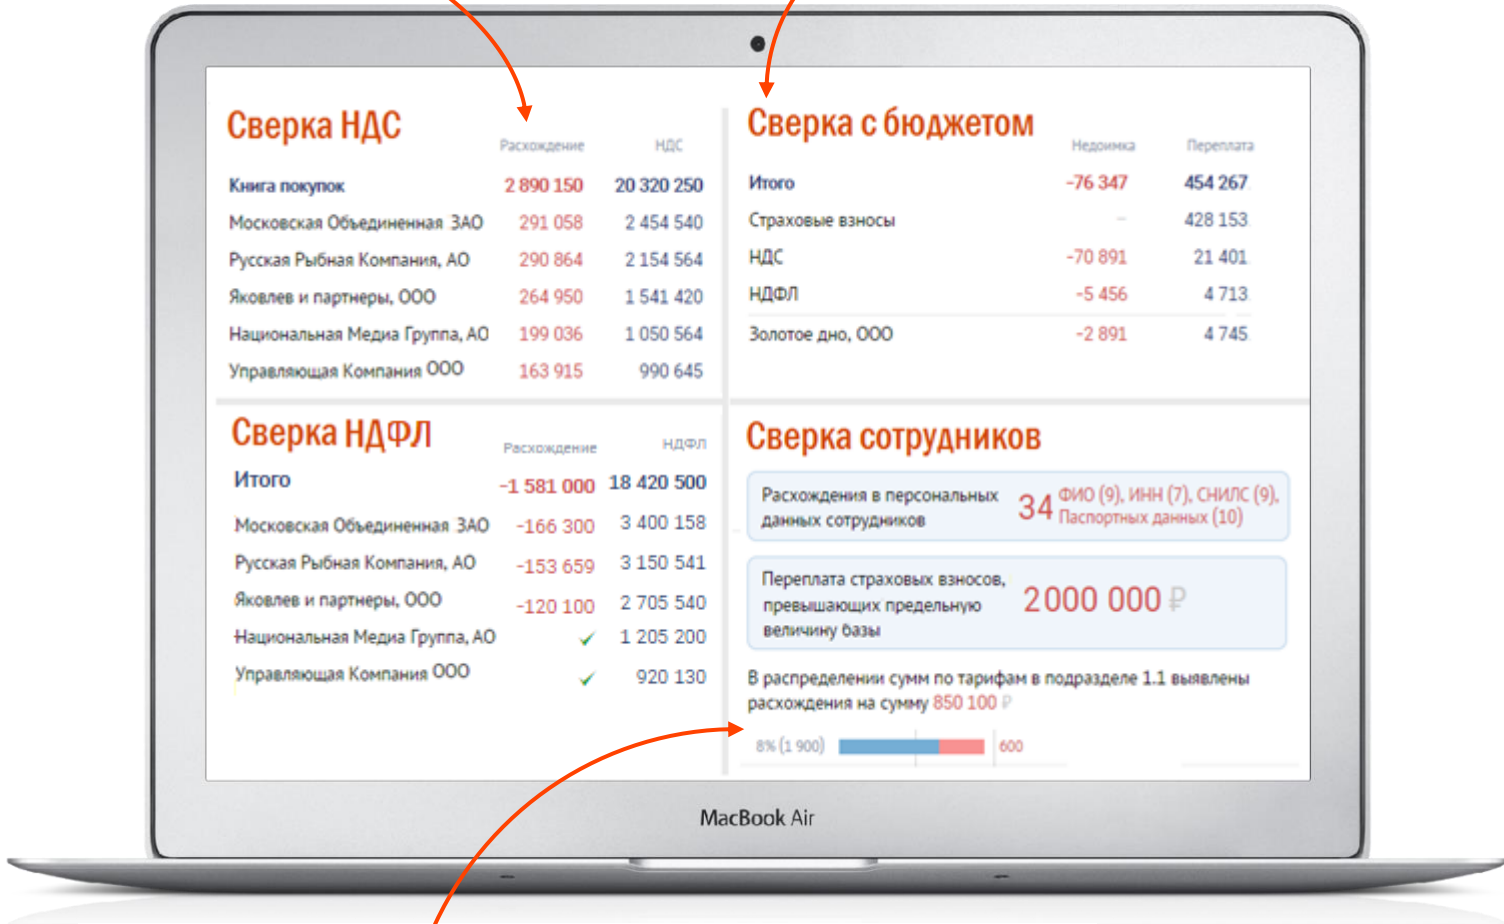 Сверка НДС
Расхождение НДС
Книга покупок 2 890 150 20 320 250
Московская Объединенная ЗАО 291 058 2 454 540
Русская Рыбная Компания, АО 290 864 2 154 564
Яковлев и партнеры, ООО 264 950 1 541 420
Национальная Медиа Группа, АО 199 036 1 050 564
Управляющая Компания ООО 163 915 990 645
Сверка с бюджетом
Недоимка Переплата
Итого -76 347 454 267
Страховые взносы – 428 153
НДС -70 891 21 401
НДФЛ -5 456 4 713
Золотое дно, ООО -2 891 4 745
Сверка НДФЛ
Расхождение НДФЛ
Итого -1 581 000 18 420 500
Московская Объединенная ЗАО -166 300 3 400 158
Русская Рыбная Компания, АО -153 659 3 150 541
Яковлев и партнеры, ООО -120 100 2 705 540
Национальная Медиа Группа, АО ✓ 1 205 200
Управляющая Компания ООО ✓ 920 130
Сверка сотрудников
Расхождения в персональных
данных сотрудников
34
ФИО (9), ИНН (7), СНИЛС (9),
Паспортных данных (10)
Переплата страховых взносов,
превышающих предельную
величину базы
2 000 000 ₽
В распределении сумм по тарифам в подразделе 1.1 выявлены
расхождения на сумму 850 100 ₽
8% (1 900) 600
MacBook Air